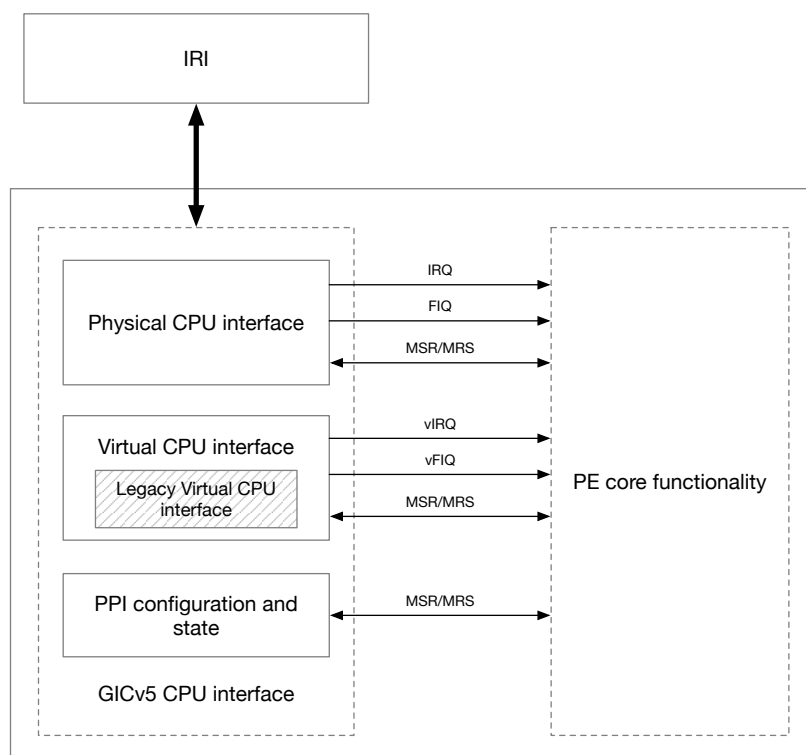 IRI
Physical CPU interface
IRQ
FIQ
MSR/MRS
Virtual CPU interface
Legacy Virtual CPU
interface
vIRQ
vFIQ
MSR/MRS
PE core functionality
PPI configuration and
state
MSR/MRS
GICv5 CPU interface